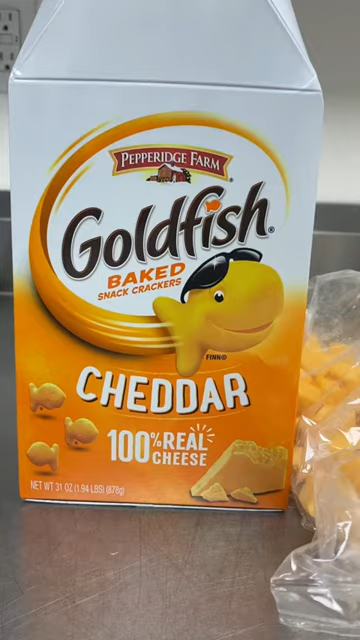 PEPPERIDGE FARM®
Goldfish®
BAKED
SNACK CRACKERS
FINN®
CHEDDAR
100% REAL
CHEESE
NET WT 31 OZ (1.94 LBS) (878g)